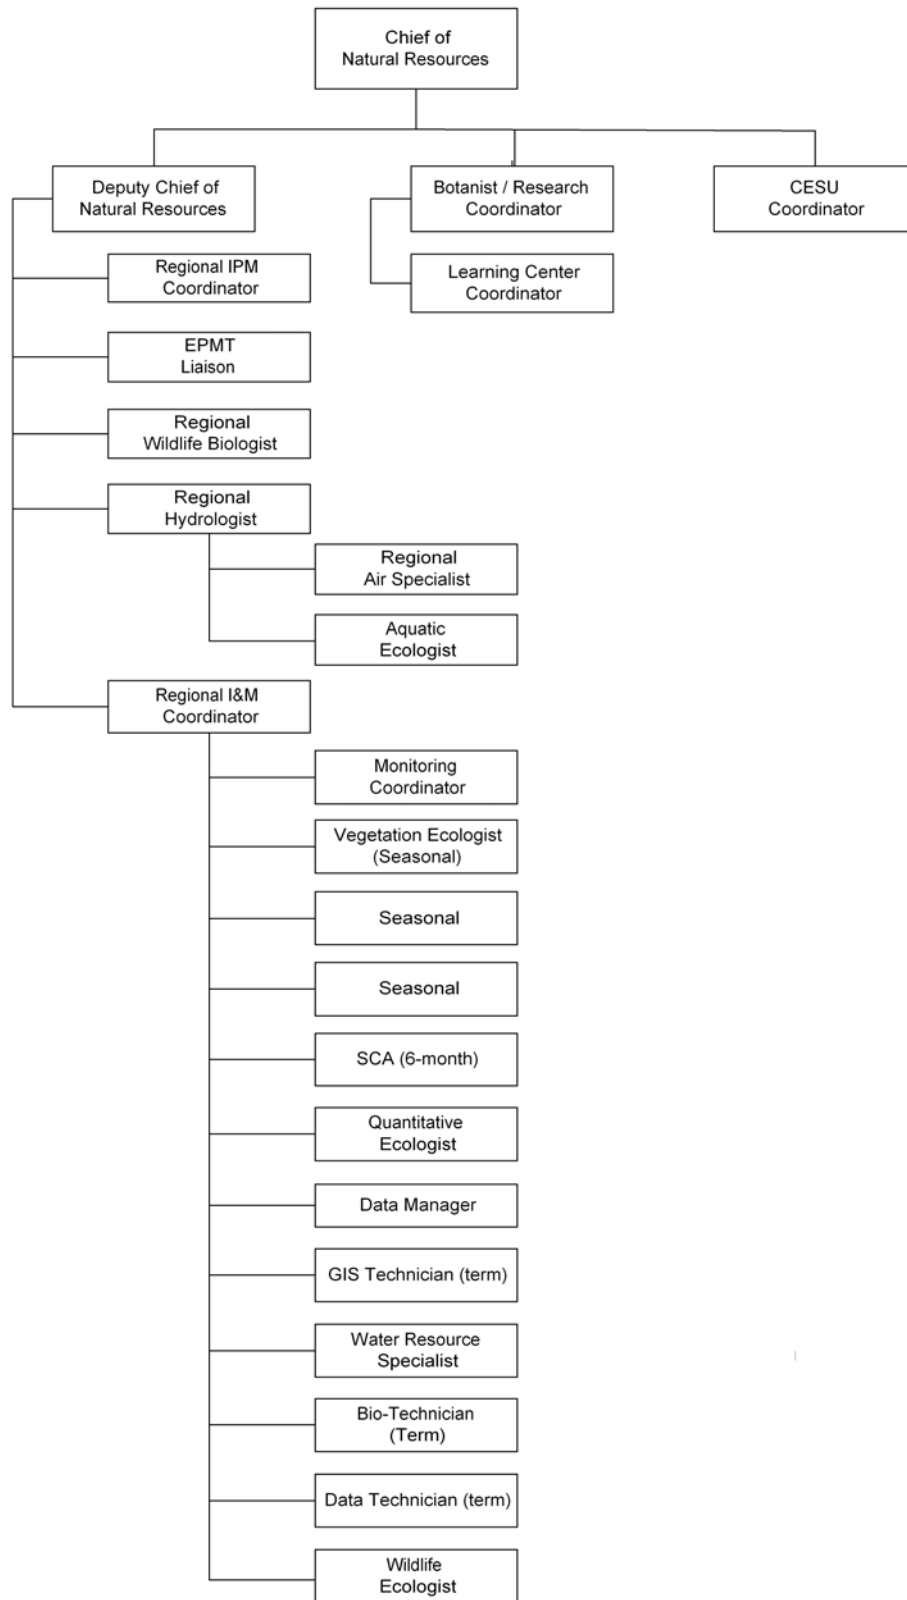 Chief of
Natural Resources
Deputy Chief of
Natural Resources
Botanist / Research
Coordinator
CESU
Coordinator
Regional IPM
Coordinator
Learning Center
Coordinator
EPMT
Liaison
Regional
Wildlife Biologist
Regional
Hydrologist
Regional
Air Specialist
Aquatic
Ecologist
Regional I&M
Coordinator
Monitoring
Coordinator
Vegetation Ecologist
(Seasonal)
Seasonal
Seasonal
SCA (6-month)
Quantitative
Ecologist
Data Manager
GIS Technician (term)
Water Resource
Specialist
Bio-Technician
(Term)
Data Technician (term)
Wildlife
Ecologist